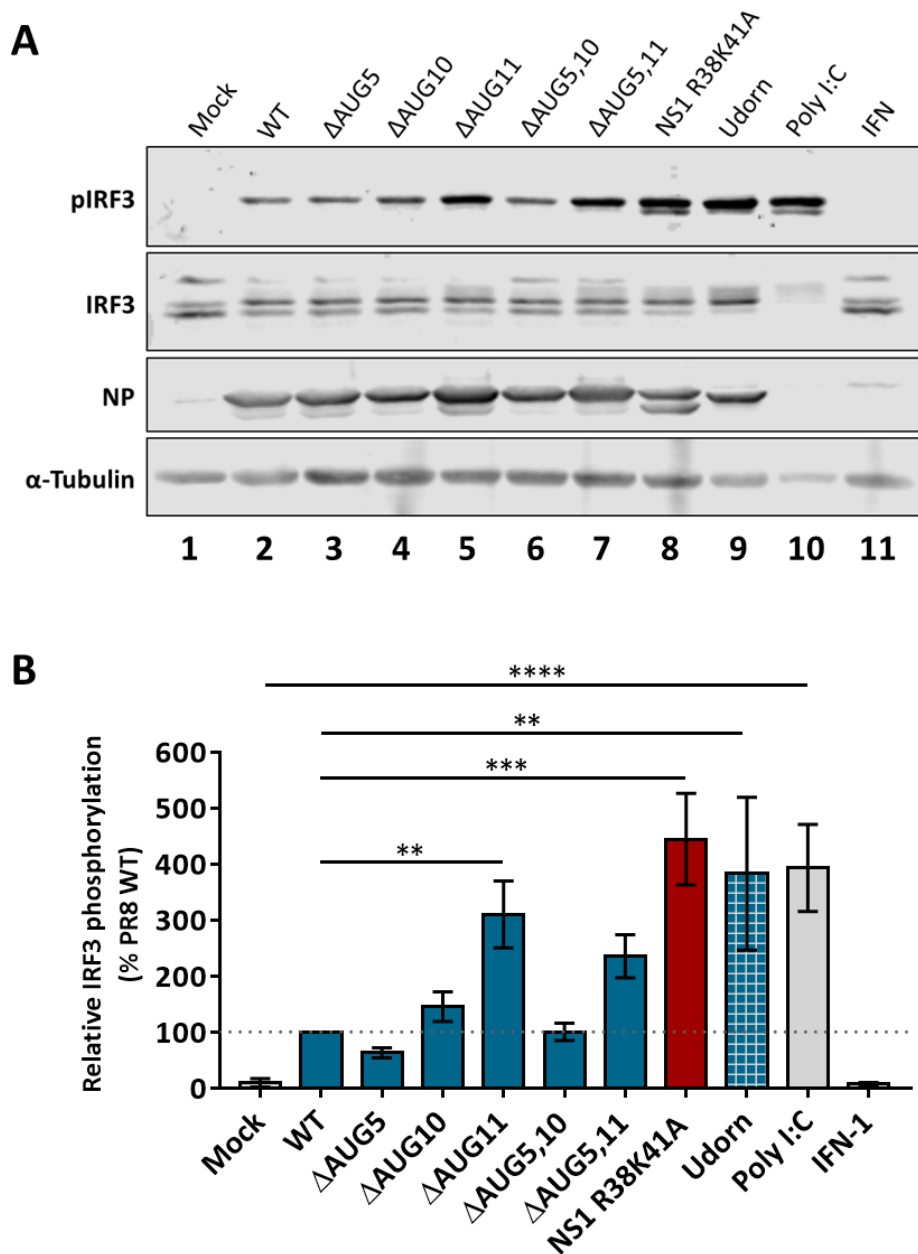 A
Mock WT ΔAUG5 ΔAUG10 ΔAUG11 ΔAUG5,10 ΔAUG5,11 NS1 R38K41A Udorn Poly I:C IFN
pIRF3
IRF3
NP
α-Tubulin
1 2 3 4 5 6 7 8 9 10 11
B
****
**
***
**
Relative IRF3 phosphorylation
(% PR8 WT)
600
500
400
300
200
100
0
Mock WT ΔAUG5 ΔAUG10 ΔAUG11 ΔAUG5,10 ΔAUG5,11 NS1 R38K41A Udorn Poly I:C IFN-1